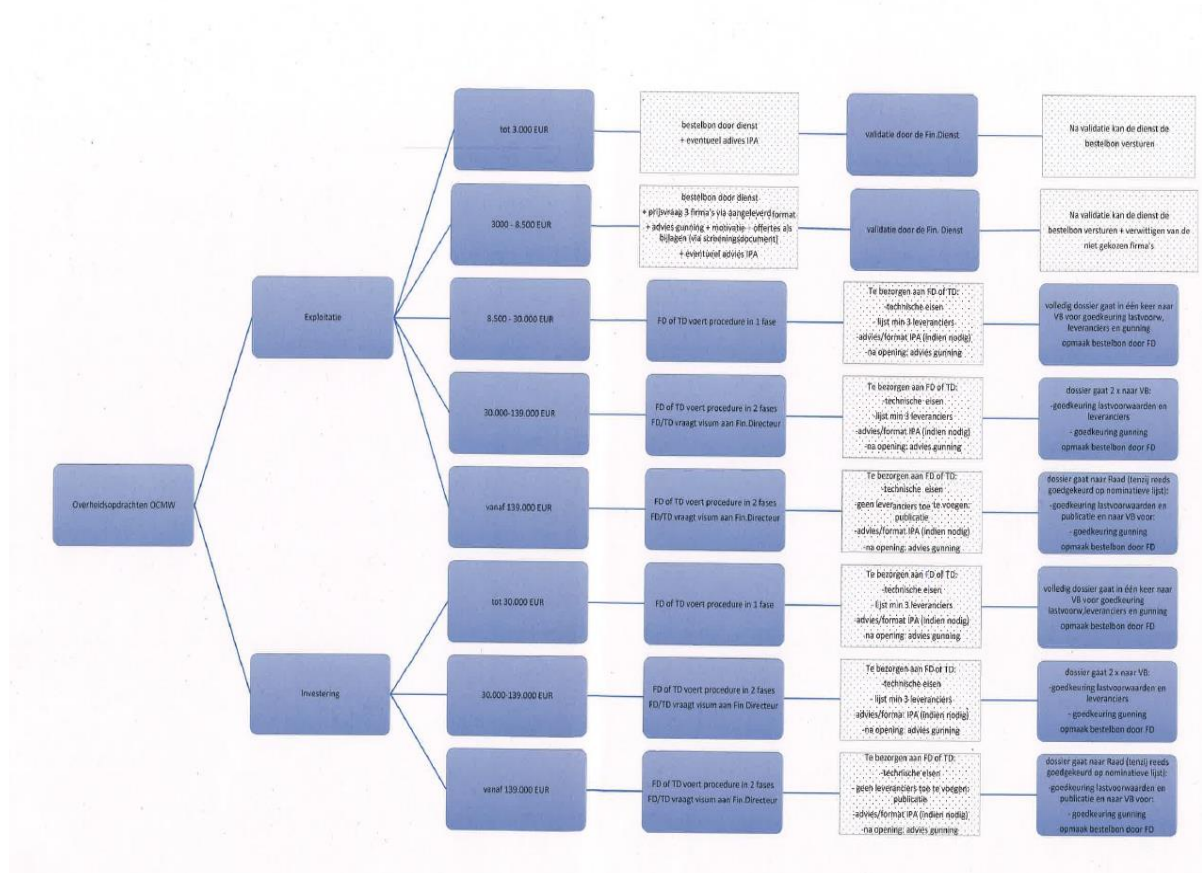 tot 3.000 EUR
bestelbon door dienst
+ eventueel advies IPA
validatie door de Fin.Dienst
Na validatie kan de dienst de
bestelbon versturen
3000 - 8.500 EUR
bestelbon door dienst
+ prijsvraag 3 firma's via aangeleverd format
+ advies gunning + motivatie - offertes als
bijlagen (via screeningsdocument)
+ eventueel advies IPA
validatie door de Fin. Dienst
Na validatie kan de dienst de
bestelbon versturen + verwittigen van de
niet gekozen firma's
Exploitatie
8.500 - 30.000 EUR
FD of TD voert procedure in 1 fase
Te bezorgen aan FD of TD:
-technische eisen
-lijst min 3 leveranciers
-advies/format IPA (indien nodig)
-na opening: advies gunning
volledig dossier gaat in één keer naar
VB voor goedkeuring lastvoorw,
leveranciers en gunning
opmaak bestelbon door FD
30.000-139.000 EUR
FD of TD voert procedure in 2 fases
FD/TD vraagt visum aan Fin.Directeur
Te bezorgen aan FD of TD:
-technische eisen
-lijst min 3 leveranciers
-advies/format IPA (indien nodig)
-na opening: advies gunning
dossier gaat 2 x naar VB:
-goedkeuring lastvoorwaarden en
leveranciers
- goedkeuring gunning
opmaak bestelbon door FD
Overheidsopdrachten OCMW
vanaf 139.000 EUR
FD of TD voert procedure in 2 fases
FD/TD vraagt visum aan Fin.Directeur
Te bezorgen aan FD of TD:
-technische eisen
-geen leveranciers toe te voegen:
publicatie
-advies/format IPA (indien nodig)
-na opening: advies gunning
dossier gaat naar Raad (tenzij reeds
goedgekeurd op nominatieve lijst):
-goedkeuring lastvoorwaarden en
publicatie en naar VB voor:
- goedkeuring gunning
opmaak bestelbon door FD
tot 30.000 EUR
FD of TD voert procedure in 1 fase
Te bezorgen aan FD of TD:
-technische eisen
- lijst min 3 leveranciers
-advies/format IPA (indien nodig)
-na opening: advies gunning
volledig dossier gaat in één keer naar
VB voor goedkeuring
lastvoorw,leveranciers en gunning
opmaak bestelbon door FD
Investering
30.000-139.000 EUR
FD of TD voert procedure in 2 fases
FD/TD vraagt visum aan Fin Directeur
Te bezorgen aan FD of TD:
-technische eisen
- lijst min 3 leveranciers
-advies/format IPA (indien nodig)
-na opening: advies gunning
dossier gaat 2 x naar VB:
-goedkeuring lastvoorwaarden en
leveranciers
- goedkeuring gunning
opmaak bestelbon door FD
vanaf 139.000 EUR
FD of TD voert procedure in 2 fases
FD/TD vraagt visum aan Fin.Directeur
Te bezorgen aan FD of TD:
-technische eisen
- geen leveranciers toe te voegen:
publicatie
-advies/format IPA (indien nodig)
-na opening: advies gunning
dossier gaat naar Raad (tenzij reeds
goedgekeurd op nominatieve lijst):
-goedkeuring lastvoorwaarden en
publicatie en naar VB voor:
- goedkeuring gunning
opmaak bestelbon door FD